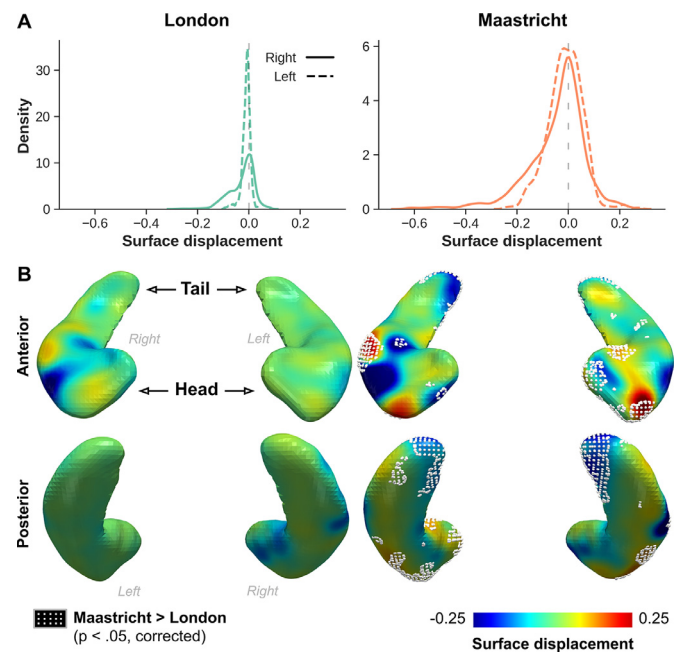 A
London
Maastricht
Density
30
20
10
0
Right
Left
−0.6 −0.4 −0.2 0.0 0.2
Surface displacement
6
4
2
0
−0.6 −0.4 −0.2 0.0 0.2
Surface displacement
B
Anterior
Tail
Right
Left
Head
Posterior
Left
Right
Maastricht > London
(p < .05, corrected)
-0.25
0.25
Surface displacement